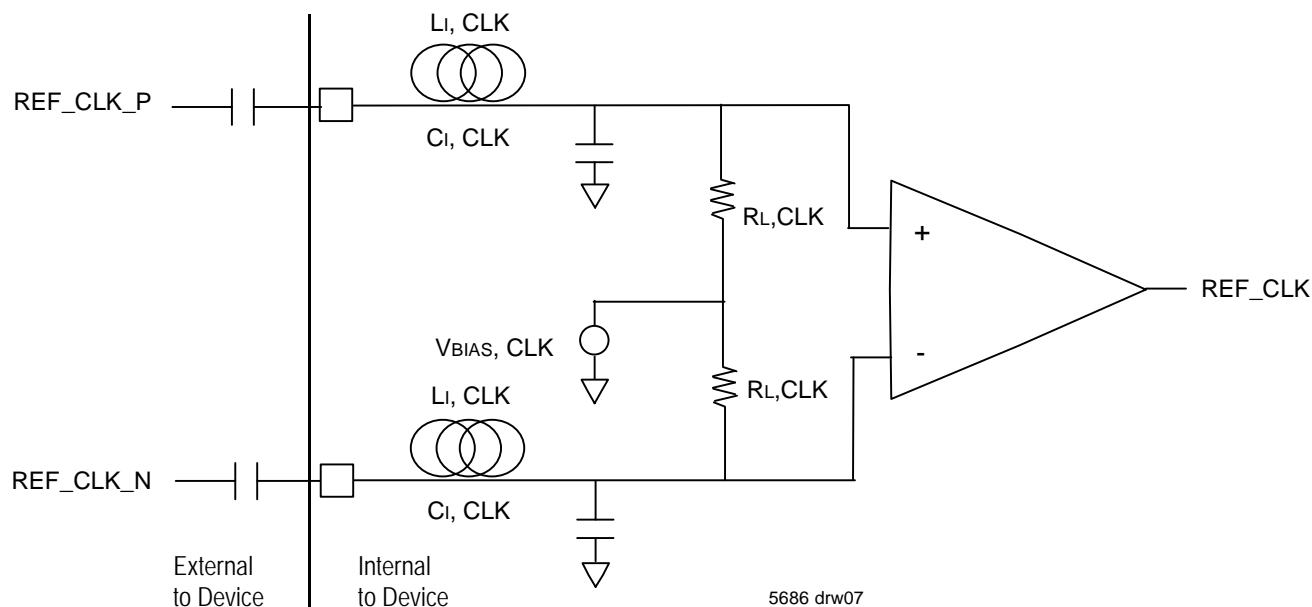 LI, CLK
REF_CLK_P
CI, CLK
RL,CLK
+
REF_CLK
VBIAS, CLK
-
RL,CLK
LI, CLK
REF_CLK_N
CI, CLK
External
to Device
Internal
to Device
5686 drw07